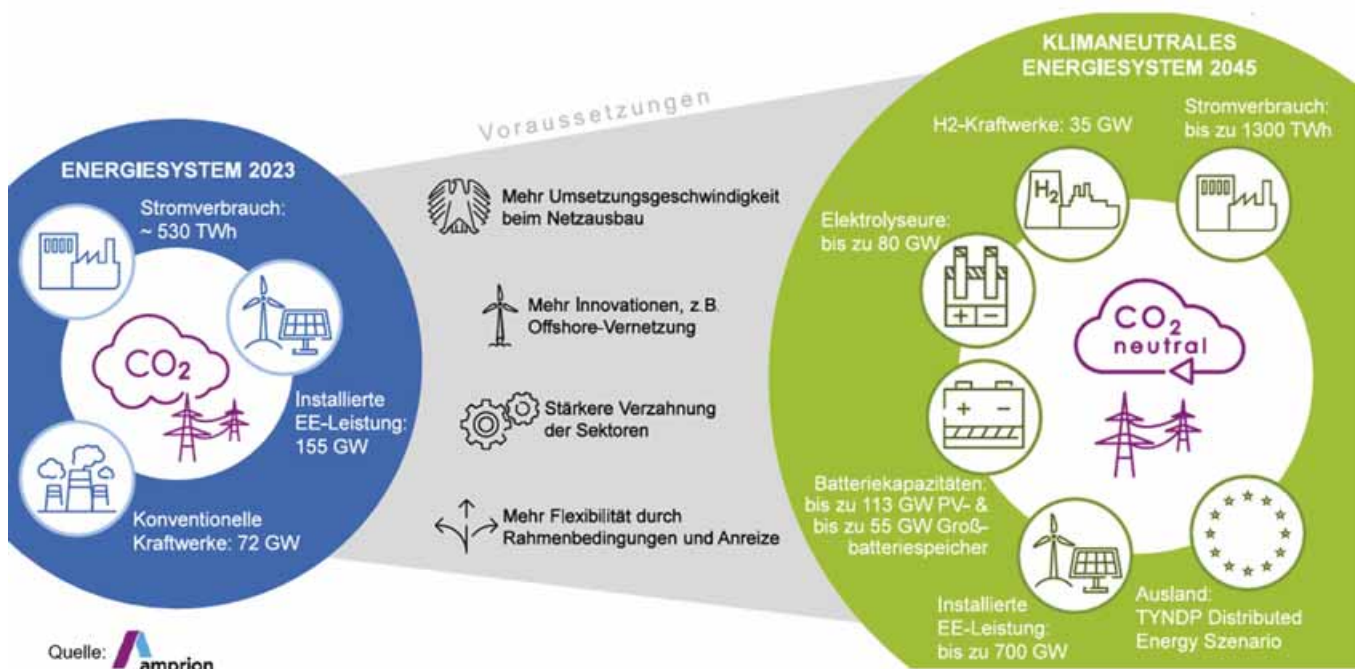 ENERGIESYSTEM 2023
Stromverbrauch:
~ 530 TWh
CO2
Installierte
EE-Leistung:
155 GW
Konventionelle
Kraftwerke: 72 GW
Quelle: amprion
Voraussetzungen
Mehr Umsetzungsgeschwindigkeit
beim Netzausbau
Mehr Innovationen, z.B.
Offshore-Vernetzung
Stärkere Verzahnung
der Sektoren
Mehr Flexibilität durch
Rahmenbedingungen und Anreize
KLIMANEUTRALES
ENERGIESYSTEM 2045
H2-Kraftwerke: 35 GW
Stromverbrauch:
bis zu 1300 TWh
H2
Elektrolyseure:
bis zu 80 GW
CO2
neutral
Batteriekapazitäten:
bis zu 113 GW PV- &
bis zu 55 GW Groß-
batteriespeicher
Installierte
EE-Leistung:
bis zu 700 GW
Ausland:
TYNDP Distributed
Energy Szenario